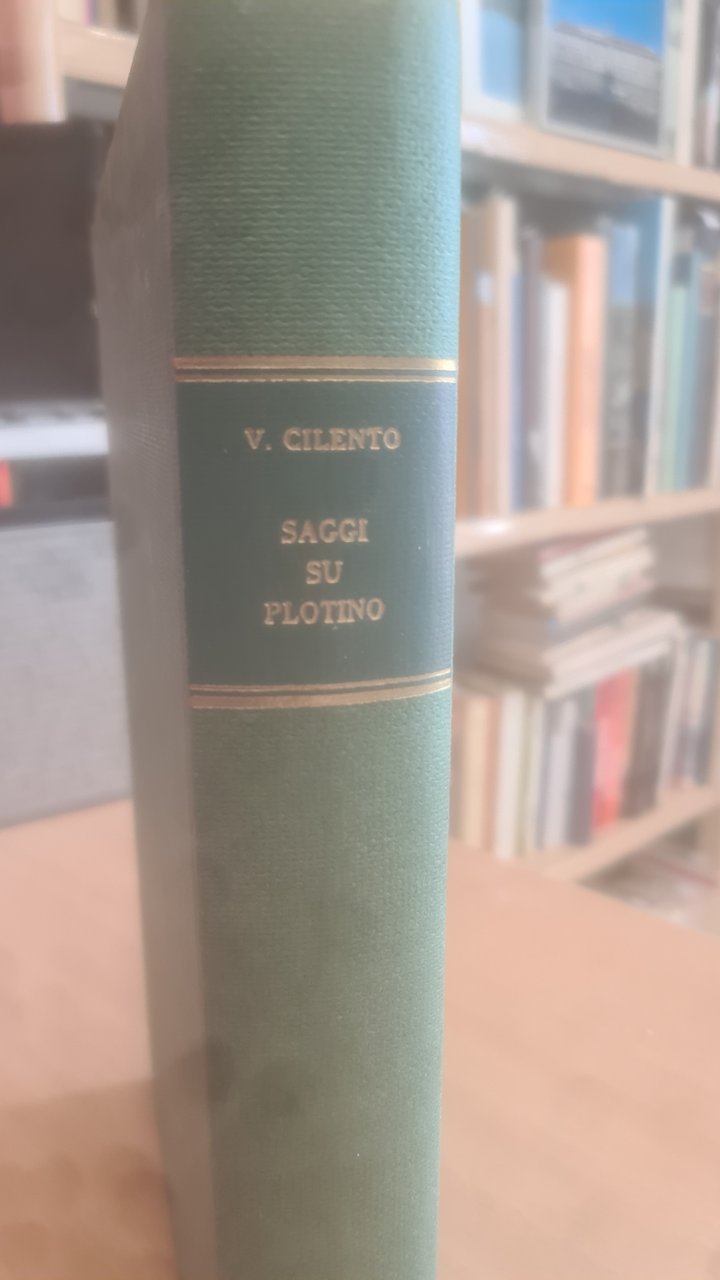 V. CILENTO
SAGGI
SU
PLOTINO